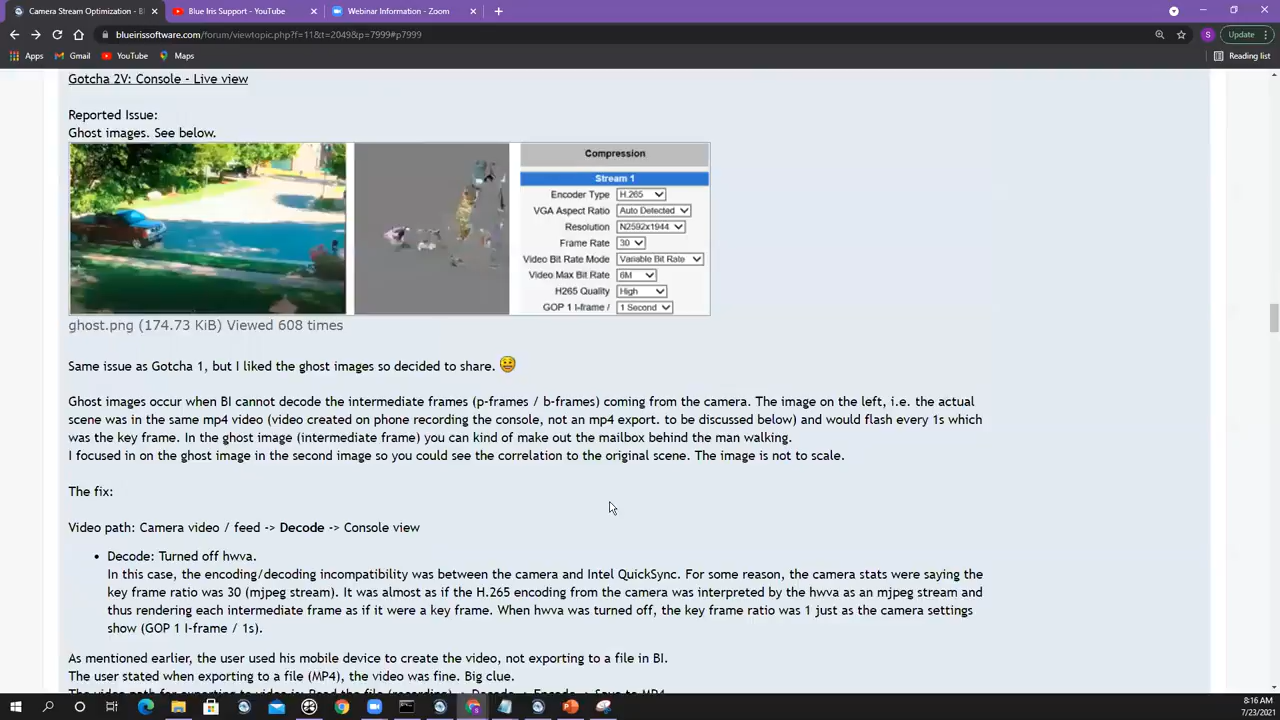 Camera Stream Optimization - B
Blue Iris Support - YouTube
Webinar Information - Zoom
blueirissoftware.com/forum/viewtopic.php?f=11&t=2049&p=7999#p7999
S
Update
Apps
Gmail
YouTube
Maps
Reading list
Gotcha 2V: Console - Live view
Reported Issue:
Ghost images. See below.
Compression
Stream 1
Encoder Type H.265
VGA Aspect Ratio Auto Detected
Resolution N2592x1944
Frame Rate 30
Video Bit Rate Mode Variable Bit Rate
Video Max Bit Rate 6M
H265 Quality High
GOP 1 I-frame / 1 Second
ghost.png (174.73 KiB) Viewed 608 times
Same issue as Gotcha 1, but I liked the ghost images so decided to share.
Ghost images occur when BI cannot decode the intermediate frames (p-frames / b-frames) coming from the camera. The image on the left, i.e. the actual
scene was in the same mp4 video (video created on phone recording the console, not an mp4 export. to be discussed below) and would flash every 1s which
was the key frame. In the ghost image (intermediate frame) you can kind of make out the mailbox behind the man walking.
I focused in on the ghost image in the second image so you could see the correlation to the original scene. The image is not to scale.
The fix:
Video path: Camera video / feed -> Decode -> Console view
• Decode: Turned off hwva.
In this case, the encoding/decoding incompatibility was between the camera and Intel QuickSync. For some reason, the camera stats were saying the
key frame ratio was 30 (mjpeg stream). It was almost as if the H.265 encoding from the camera was interpreted by the hwva as an mjpeg stream and
thus rendering each intermediate frame as if it were a key frame. When hwva was turned off, the key frame ratio was 1 just as the camera settings
show (GOP 1 I-frame / 1s).
As mentioned earlier, the user used his mobile device to create the video, not exporting to a file in BI.
The user stated when exporting to a file (MP4), the video was fine. Big clue.
The video path for exporting to video is: Read the file (recording) -> Decode -> Encode -> Save to MP4
8:16 AM
7/23/2021